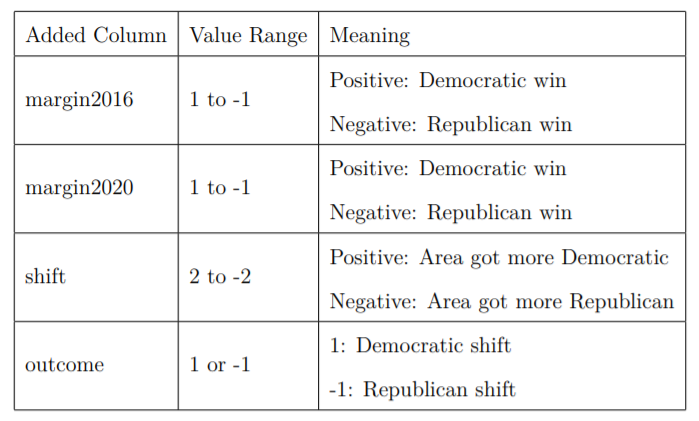 Added Column Value Range Meaning
margin2016 1 to -1 Positive: Democratic win
Negative: Republican win
margin2020 1 to -1 Positive: Democratic win
Negative: Republican win
shift 2 to -2 Positive: Area got more Democratic
Negative: Area got more Republican
outcome 1 or -1 1: Democratic shift
-1: Republican shift